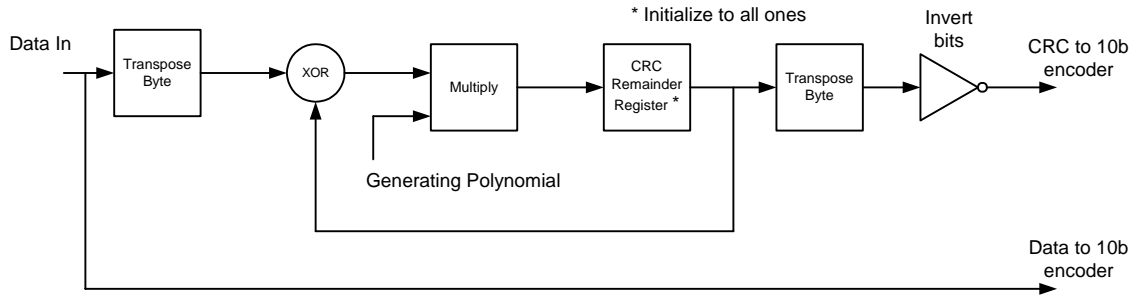 * Initialize to all ones
Invert
bits
Data In
CRC to 10b
encoder
Transpose
Byte
XOR
Multiply
CRC
Remainder
Register *
Transpose
Byte
Generating Polynomial
Data to 10b
encoder